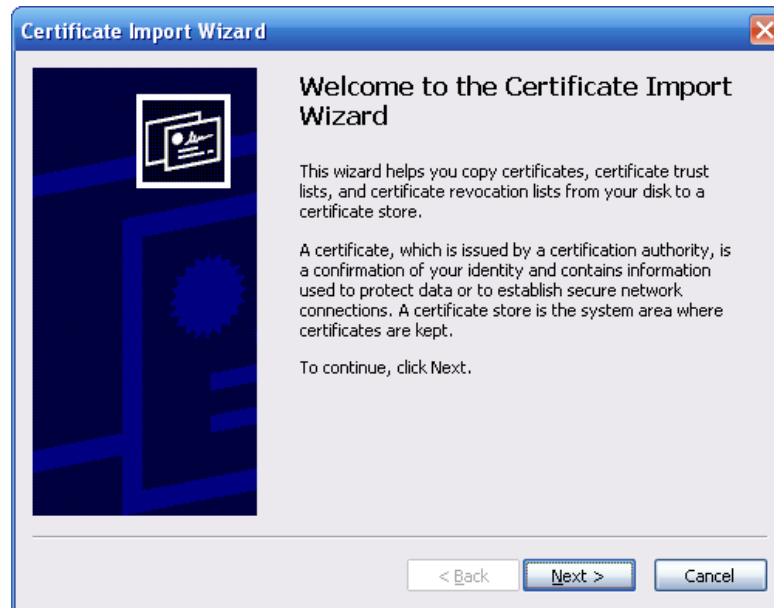 Certificate Import Wizard
Welcome to the Certificate Import
Wizard
This wizard helps you copy certificates, certificate trust
lists, and certificate revocation lists from your disk to a
certificate store.
A certificate, which is issued by a certification authority, is
a confirmation of your identity and contains information
used to protect data or to establish secure network
connections. A certificate store is the system area where
certificates are kept.
To continue, click Next.
< Back
Next >
Cancel